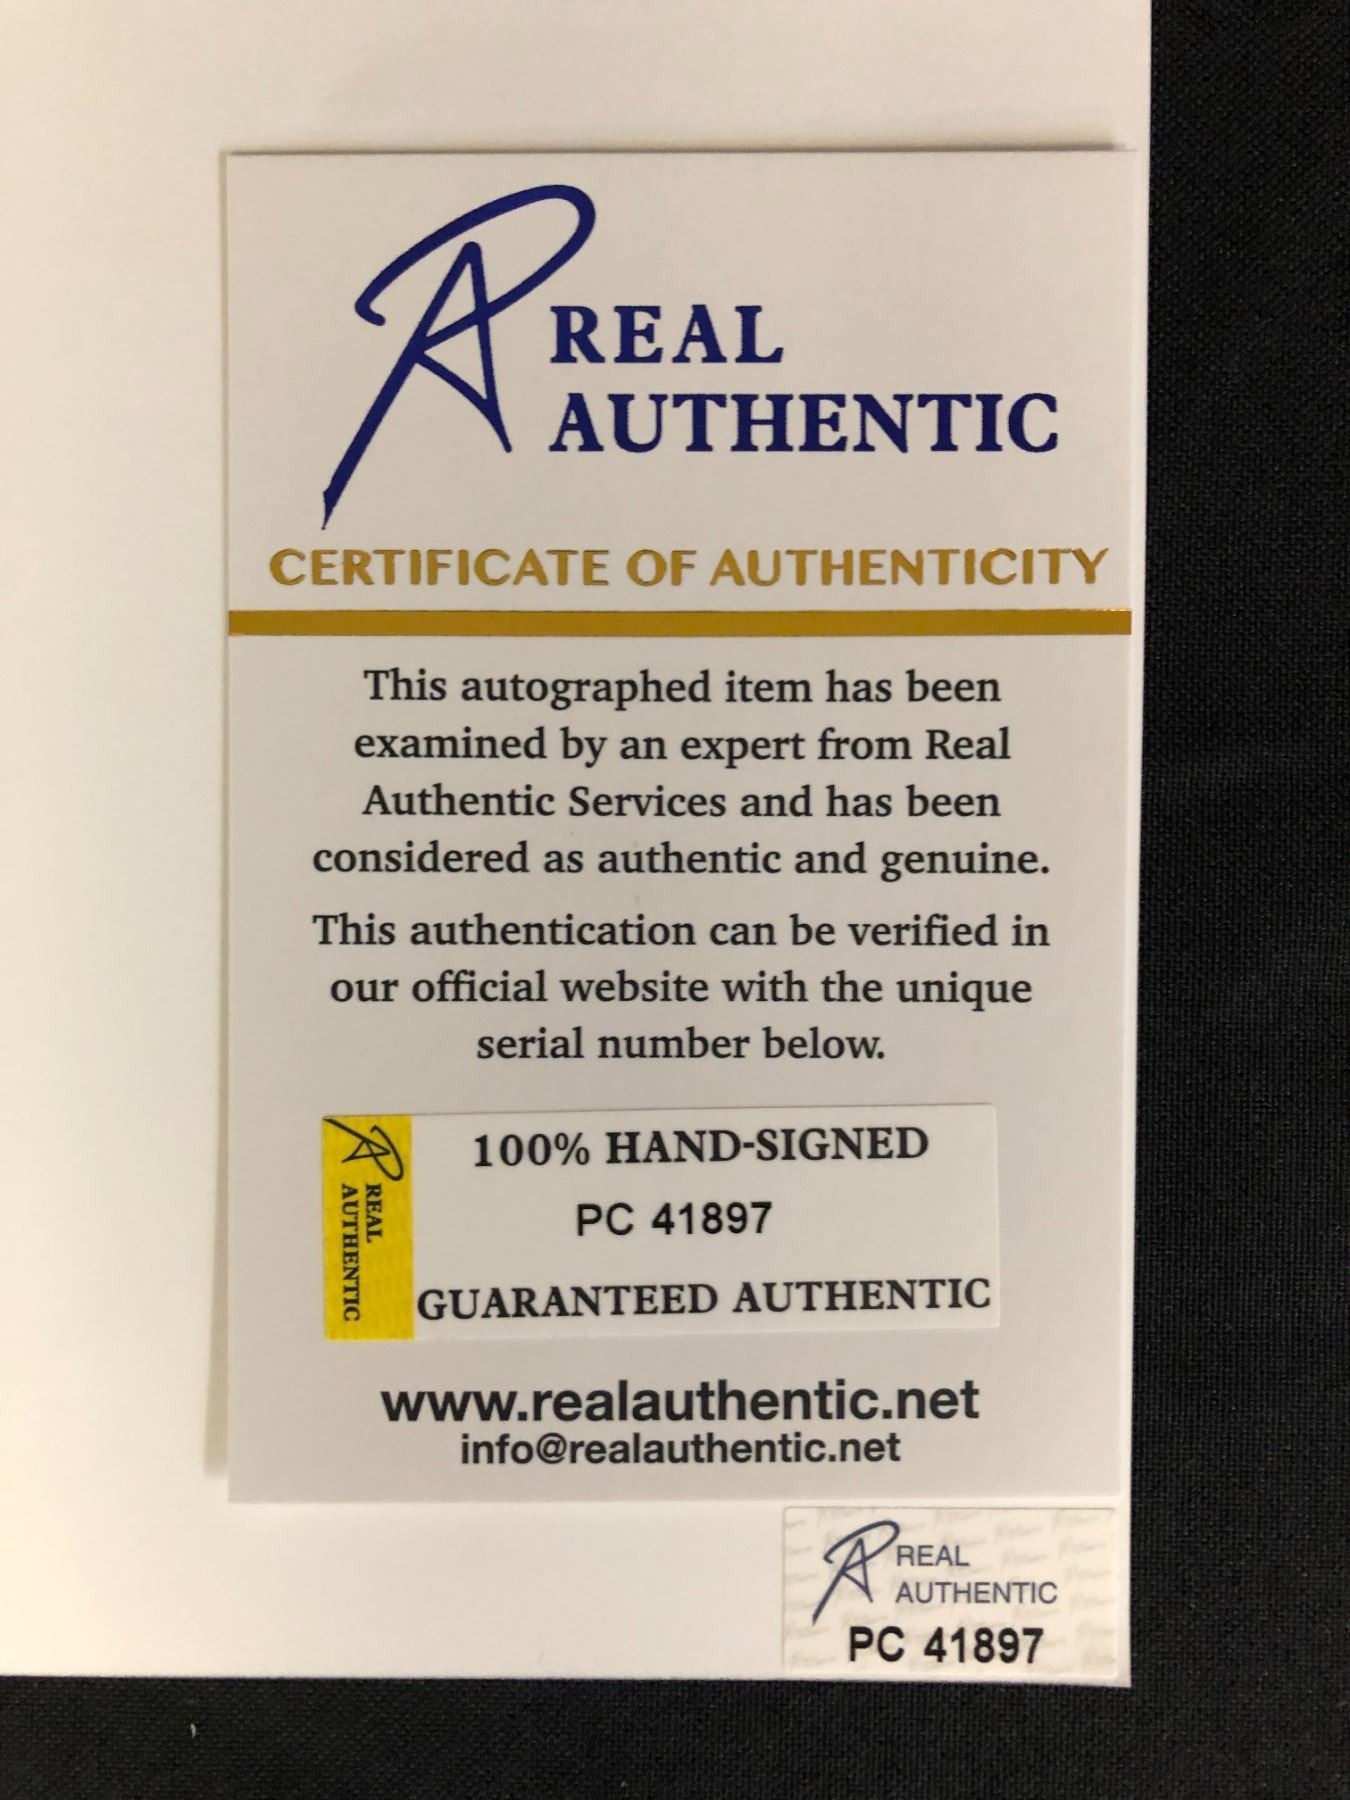 REAL
AUTHENTIC
CERTIFICATE OF AUTHENTICITY
This autographed item has been
examined by an expert from Real
Authentic Services and has been
considered as authentic and genuine.
This authentication can be verified in
our official website with the unique
serial number below.
REAL
AUTHENTIC
100% HAND-SIGNED
PC 41897
GUARANTEED AUTHENTIC
www.realauthentic.net
info@realauthentic.net
REAL
AUTHENTIC
PC 41897